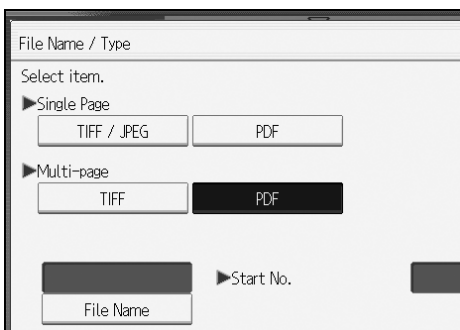 File Name / Type
Select item.
▶Single Page
TIFF / JPEG PDF
▶Multi-page
TIFF PDF
▶Start No.
File Name